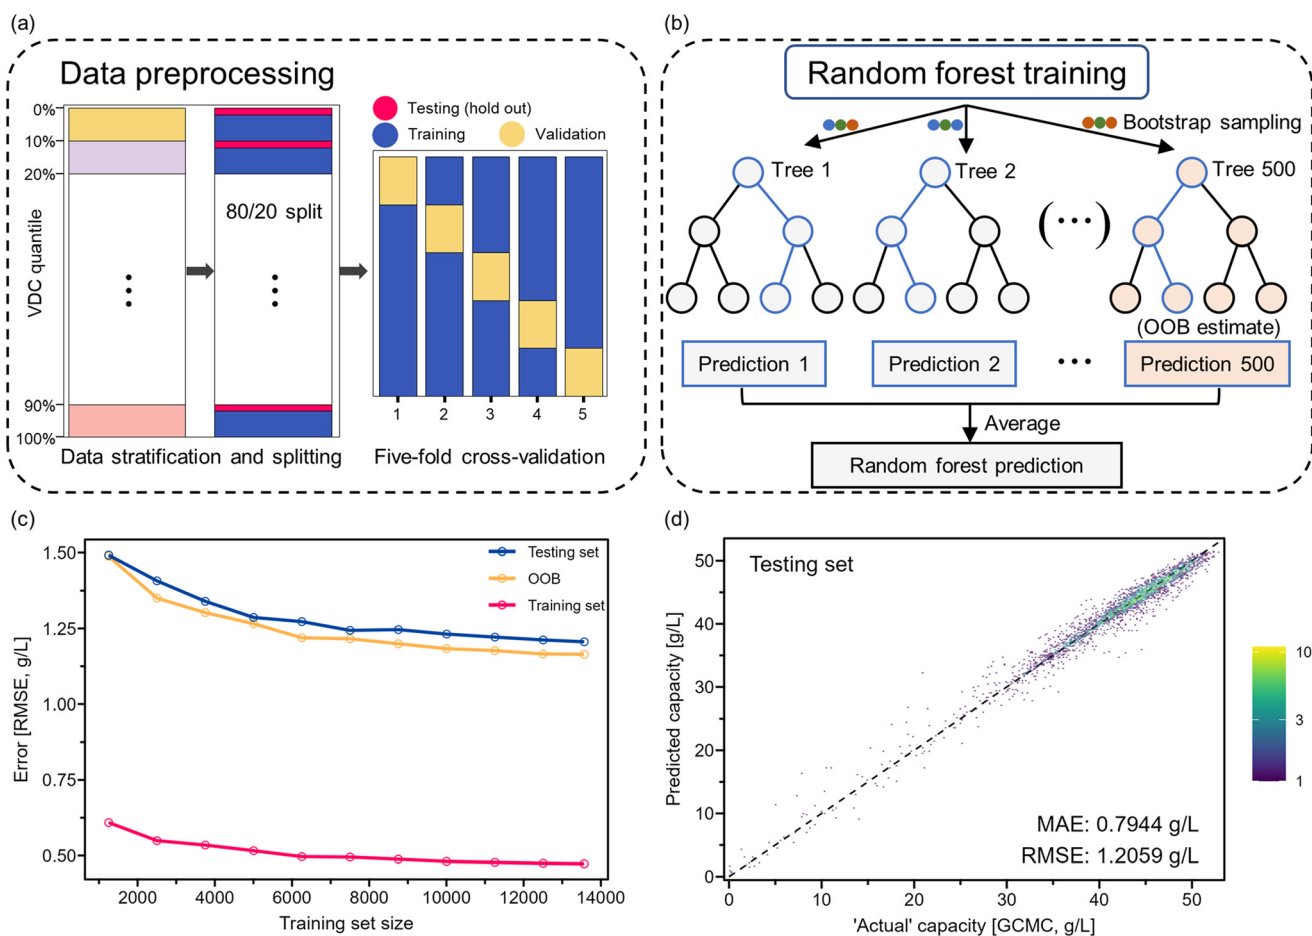 (a)
Data preprocessing
0%
10%
20%
90%
100%
VDC quantile
80/20 split
Testing (hold out)
Training
Validation
1 2 3 4 5
Data stratification and splitting
Five-fold cross-validation
(b)
Random forest training
Bootstrap sampling
Tree 1
Tree 2
Tree 500
(···)
(OOB estimate)
Prediction 1
Prediction 2
···
Prediction 500
Average
Random forest prediction
(c)
Error [RMSE, g/L]
1.50
1.25
1.00
0.75
0.50
Testing set
OOB
Training set
2000 4000 6000 8000 10000 12000 14000
Training set size
(d)
Predicted capacity [g/L]
50
40
30
20
10
0
Testing set
MAE: 0.7944 g/L
RMSE: 1.2059 g/L
0 10 20 30 40 50
'Actual' capacity [GCMC, g/L]
10
3
1